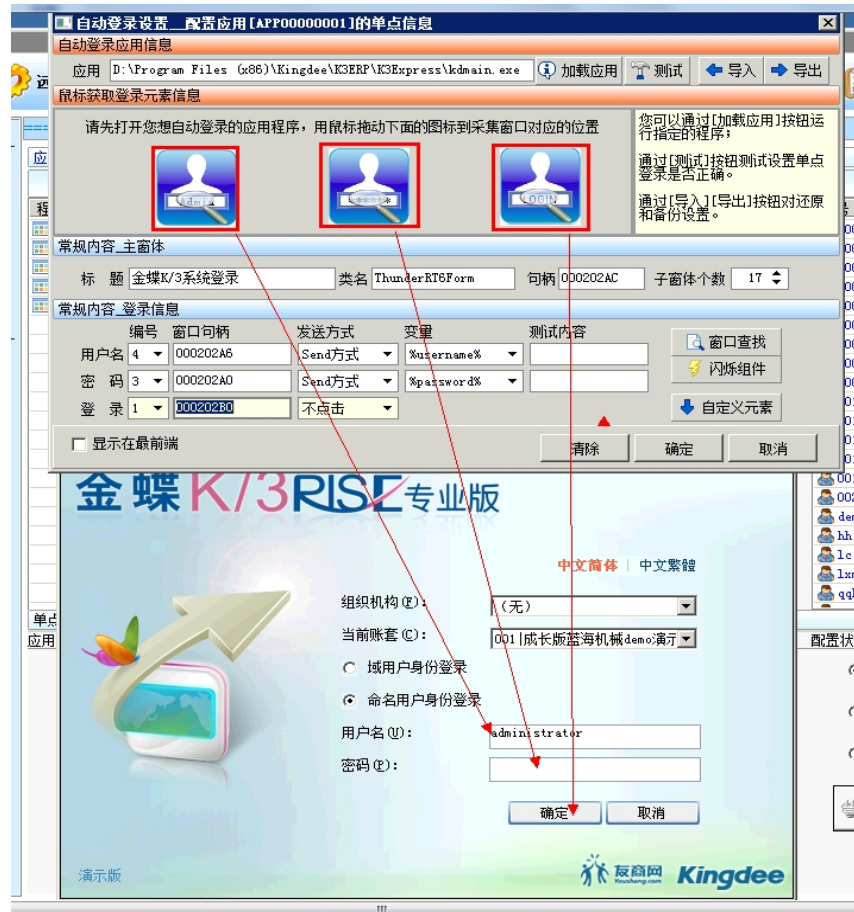 自动登录设置__配置应用[APP00000001]的单点信息
自动登录应用信息
应用 D:\Program Files (x86)\Kingdee\K3ERP\K3Express\kdmain.exe 加载应用 测试 导入 导出
鼠标获取登录元素信息
请先打开您想自动登录的应用程序，用鼠标拖动下面的图标到采集窗口对应的位置
您可以通过[加载应用]按钮运
行指定的程序；
通过[测试]按钮测试设置单点
登录是否正确。
通过[导入][导出]按钮对还原
和备份设置。
Admin ****** LOGIN
常规内容_主窗体
标 题 金蝶K/3系统登录 类名 ThunderRT6Form 句柄 000202AC 子窗体个数 17
常规内容_登录信息
编号 窗口句柄 发送方式 变量 测试内容
用户名 4 000202A6 Send方式 %username% 窗口查找
闪烁组件
密 码 3 000202A0 Send方式 %password%
登 录 1 000202B0 不点击 自定义元素
显示在最前端 清除 确定 取消
金蝶K/3RISE专业版
中文简体 | 中文繁體
组织机构(E): (无)
当前账套(C): 001|成长版蓝海机械demo演示
域用户身份登录
命名用户身份登录
用户名(U): administrator
密码(P):
确定 取消
演示版 友商网 Youshang.com Kingdee
远
应
程
单点
应用
号
den
hh
lc
lxm
qql
配置状